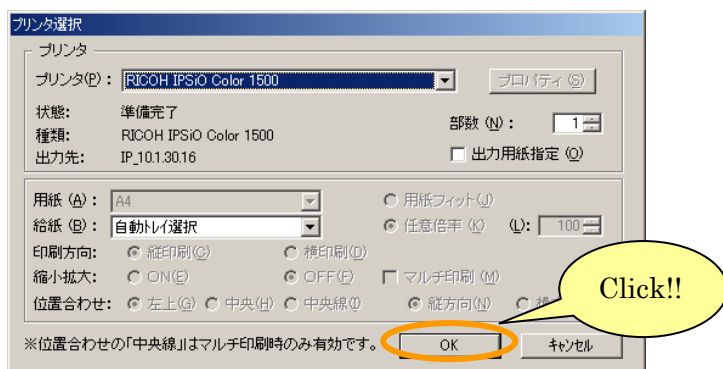 プリンタ選択
プリンタ
プリンタ(P): RICOH IPSiO Color 1500 プロパティ(S)
状態: 準備完了
部数 (N): 1
種類: RICOH IPSiO Color 1500
出力先: IP_10.1.30.16
出力用紙指定 (O)
用紙 (A): A4 用紙フィット(J)
給紙 (B): 自動トレイ選択 任意倍率 (K) (L): 100
印刷方向: 縦印刷(C) 横印刷(D)
縮小拡大: ON(E) OFF(F) マルチ印刷 (M)
位置合わせ: 左上(G) 中央(H) 中央線(I) 縦方向(N)
Click!!
※位置合わせの「中央線」はマルチ印刷時のみ有効です。 OK キャンセル